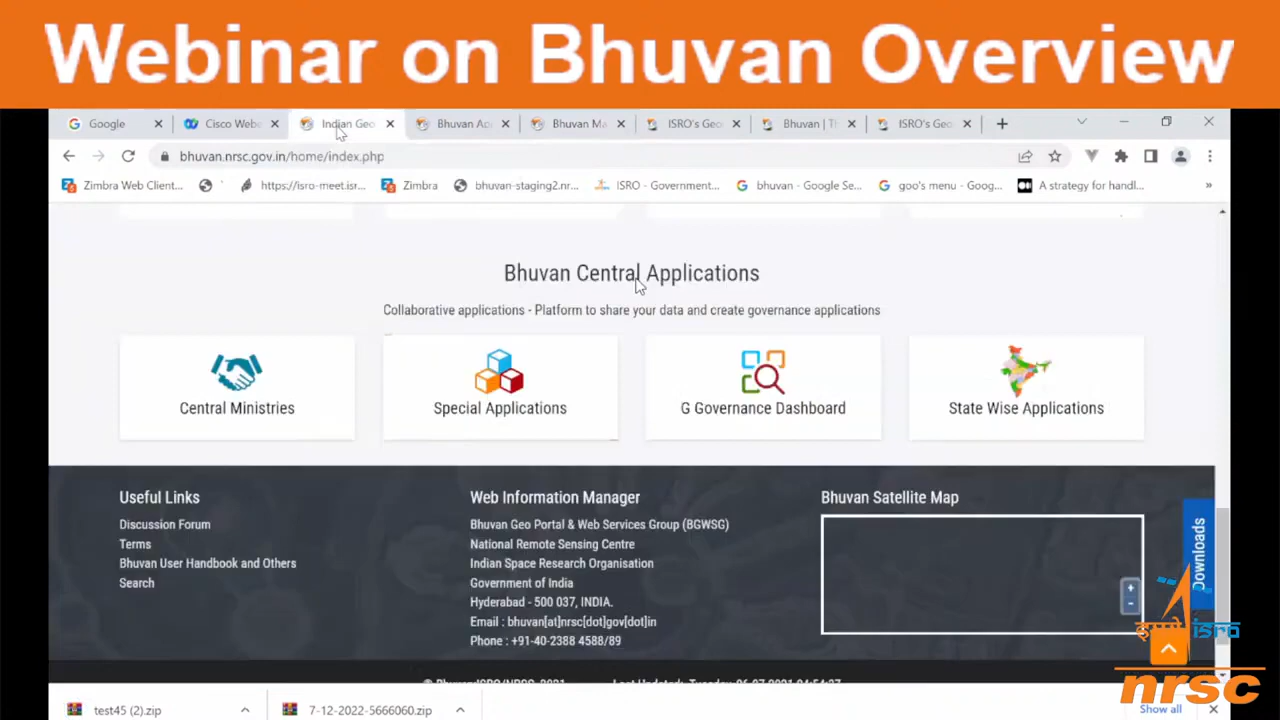 Webinar on Bhuvan Overview
Google
Cisco Web
Indian Geo
Bhuvan Ap
Bhuvan M
ISRO's Geo
Bhuvan | T
ISRO's Geo
bhuvan.nrsc.gov.in/home/index.php
Zimbra Web Client...
https://isro-meet.isr...
Zimbra
bhuvan-staging2.nr...
ISRO - Government...
bhuvan - Google Se...
goo's menu - Goog...
A strategy for handl...
Bhuvan Central Applications
Collaborative applications - Platform to share your data and create governance applications
Central Ministries
Special Applications
G Governance Dashboard
State Wise Applications
Useful Links
Discussion Forum
Terms
Bhuvan User Handbook and Others
Search
Web Information Manager
Bhuvan Geo Portal & Web Services Group (BGWSG)
National Remote Sensing Centre
Indian Space Research Organisation
Government of India
Hyderabad - 500 037, INDIA.
Email : bhuvan[at]nrsc[dot]gov[dot]in
Phone : +91-40-2388 4588/89
Bhuvan Satellite Map
Downloads
इसरो isro
nrsc
test45 (2).zip
7-12-2022-5666060.zip
Show all